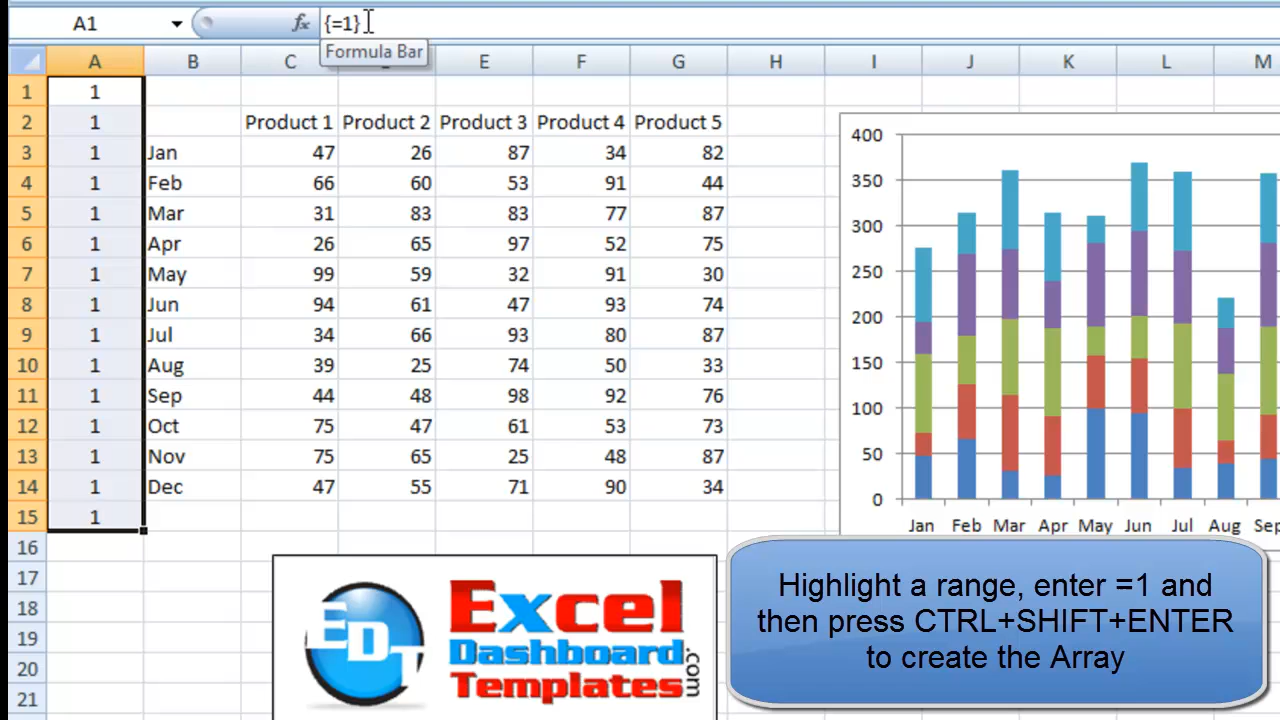 A1 fx {=1}
Formula Bar
A B C E F G H I J K L M
1 1
2 1 Product 1 Product 2 Product 3 Product 4 Product 5
3 1 Jan 47 26 87 34 82
4 1 Feb 66 60 53 91 44
5 1 Mar 31 83 83 77 87
6 1 Apr 26 65 97 52 75
7 1 May 99 59 32 91 30
8 1 Jun 94 61 47 93 74
9 1 Jul 34 66 93 80 87
10 1 Aug 39 25 74 50 33
11 1 Sep 44 48 98 92 76
12 1 Oct 75 47 61 53 73
13 1 Nov 75 65 25 48 87
14 1 Dec 47 55 71 90 34
15 1
16
17
18
19
20
21
400
350
300
250
200
150
100
50
0
Jan Feb Mar Apr May Jun Jul Aug Sep
EDT
Excel
Dashboard
Templates
.com
Highlight a range, enter =1 and
then press CTRL+SHIFT+ENTER
to create the Array